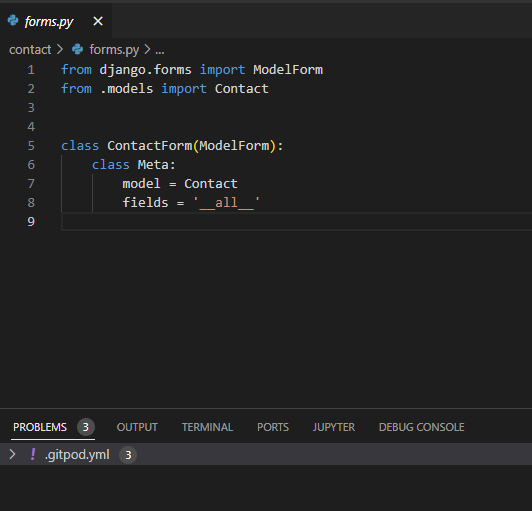 forms.py
contact > forms.py > ...
1 from django.forms import ModelForm
2 from .models import Contact
3
4
5 class ContactForm(ModelForm):
6     class Meta:
7         model = Contact
8         fields = '__all__'
9
PROBLEMS 3 OUTPUT TERMINAL PORTS JUPYTER DEBUG CONSOLE
> ! .gitpod.yml 3